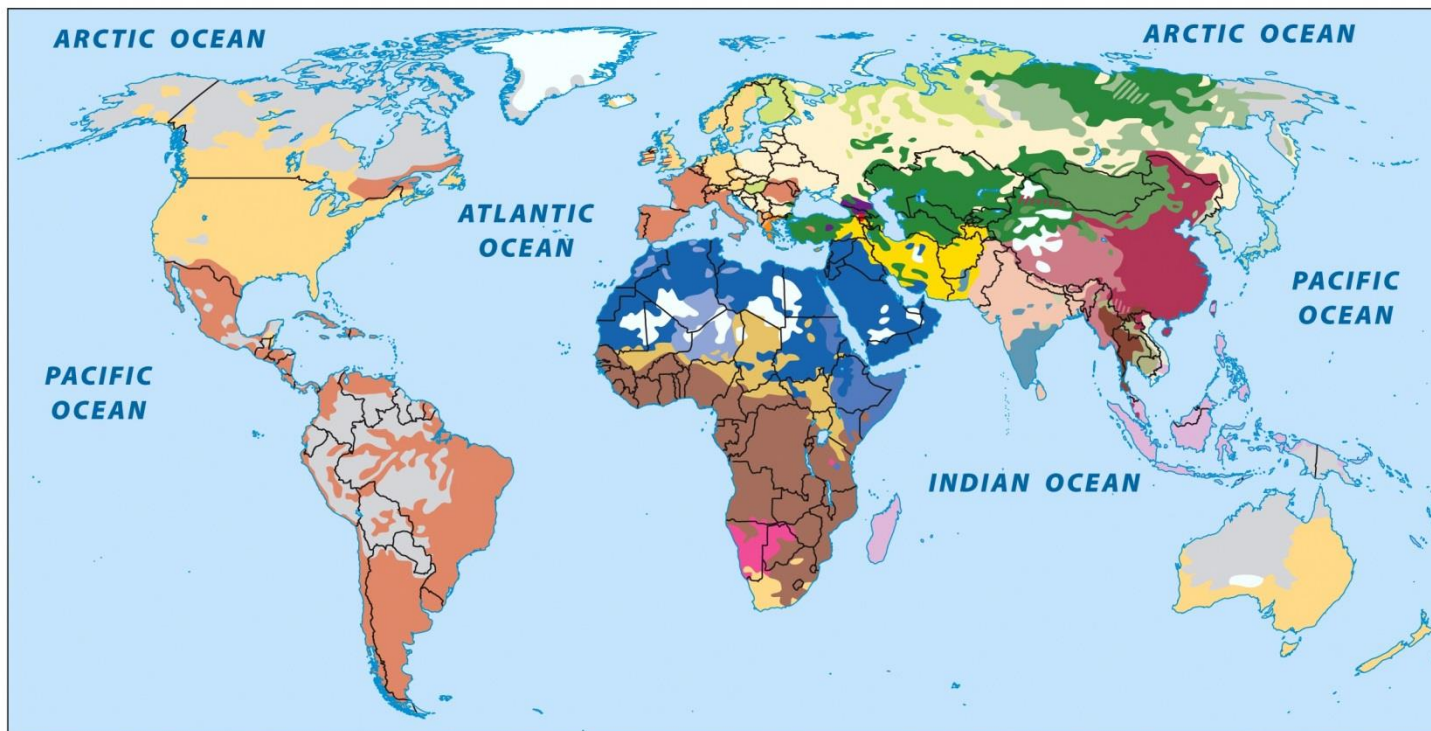 ARCTIC OCEAN
ARCTIC OCEAN
ATLANTIC
OCEAN
PACIFIC
OCEAN
PACIFIC
OCEAN
INDIAN OCEAN